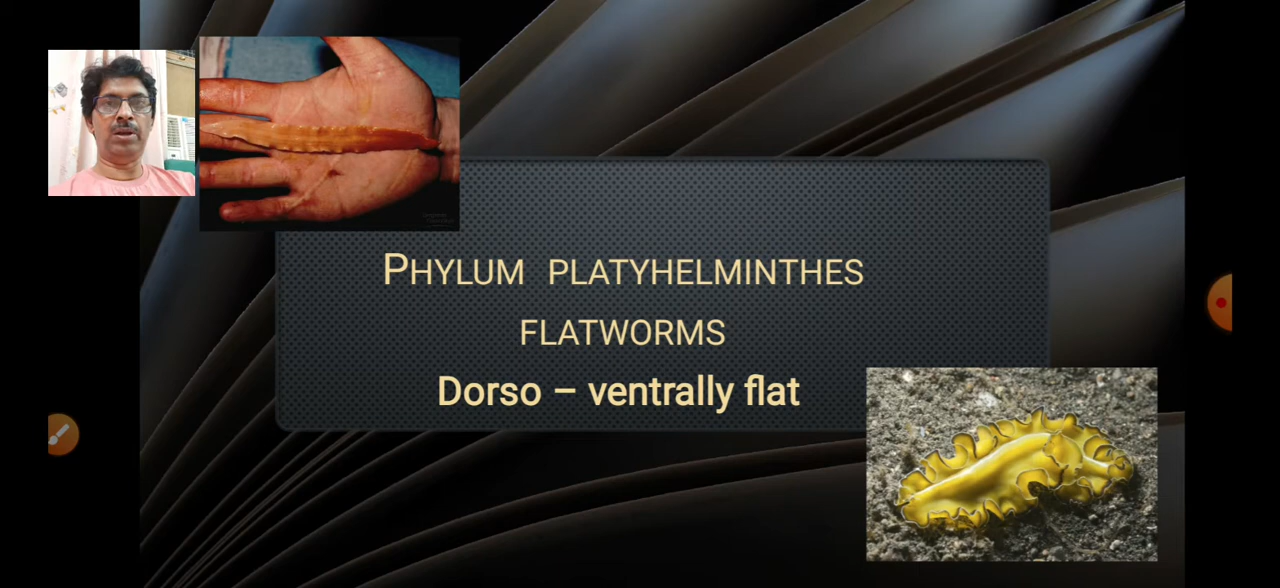 PHYLUM PLATYHELMINTHES
FLATWORMS
Dorso – ventrally flat